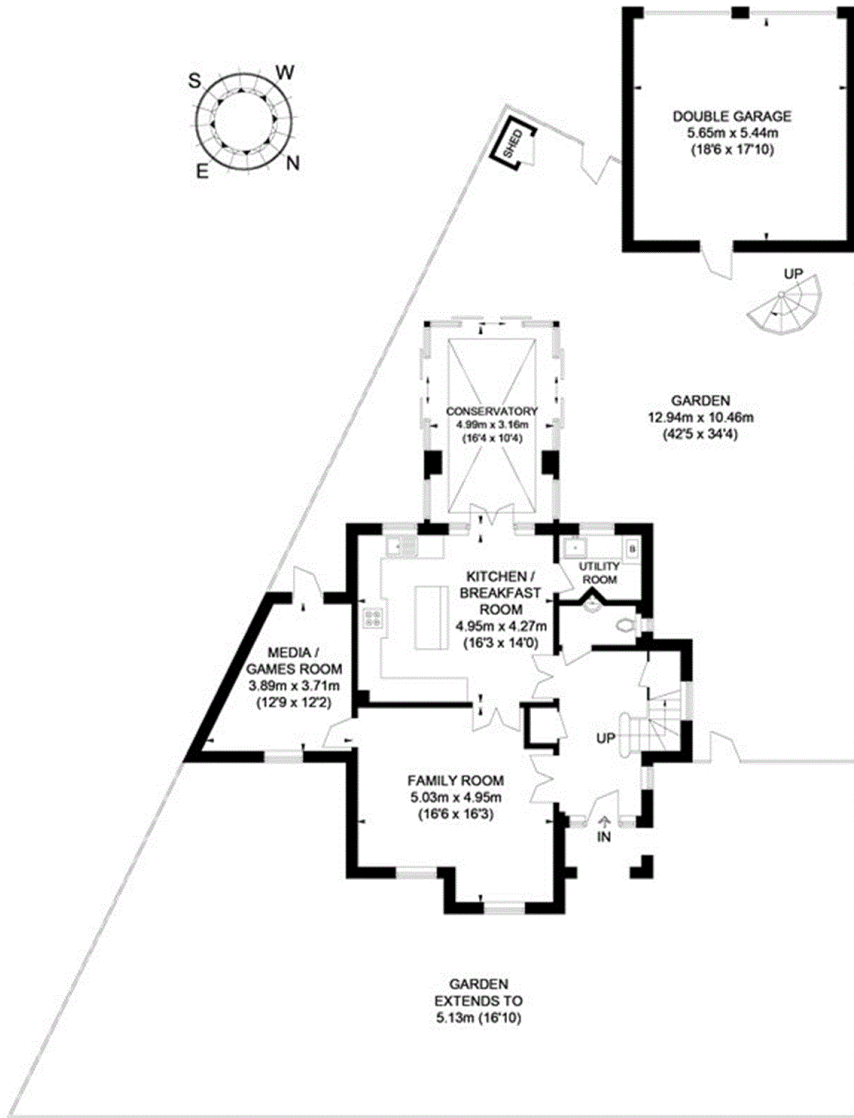 S
W
E
N
SHED
DOUBLE GARAGE
5.65m x 5.44m
(18'6 x 17'10)
UP
GARDEN
12.94m x 10.46m
(42'5 x 34'4)
CONSERVATORY
4.99m x 3.16m
(16'4 x 10'4)
KITCHEN /
BREAKFAST
ROOM
4.95m x 4.27m
(16'3 x 14'0)
UTILITY
ROOM
B
MEDIA /
GAMES ROOM
3.89m x 3.71m
(12'9 x 12'2)
UP
FAMILY ROOM
5.03m x 4.95m
(16'6 x 16'3)
IN
GARDEN
EXTENDS TO
5.13m (16'10)